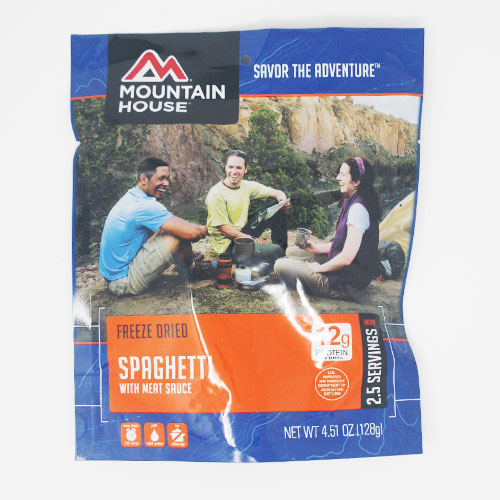 SAVOR THE ADVENTURE™
MOUNTAIN
HOUSE®
FREEZE DRIED
SPAGHETTI
WITH MEAT SAUCE
12g
PROTEIN
2.5 SERVINGS
NET WT 4.51 OZ (128g)